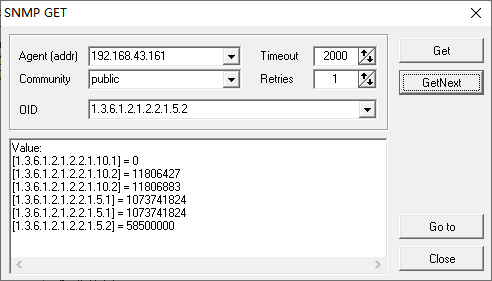 SNMP GET
Agent (addr) 192.168.43.161 Timeout 2000 Get
Community public Retries 1 GetNext
OID 1.3.6.1.2.1.2.2.1.5.2
Value:
[1.3.6.1.2.1.2.2.1.10.1] = 0
[1.3.6.1.2.1.2.2.1.10.2] = 11806427
[1.3.6.1.2.1.2.2.1.10.2] = 11806883
[1.3.6.1.2.1.2.2.1.5.1] = 1073741824
[1.3.6.1.2.1.2.2.1.5.1] = 1073741824
[1.3.6.1.2.1.2.2.1.5.2] = 58500000
Go to
Close